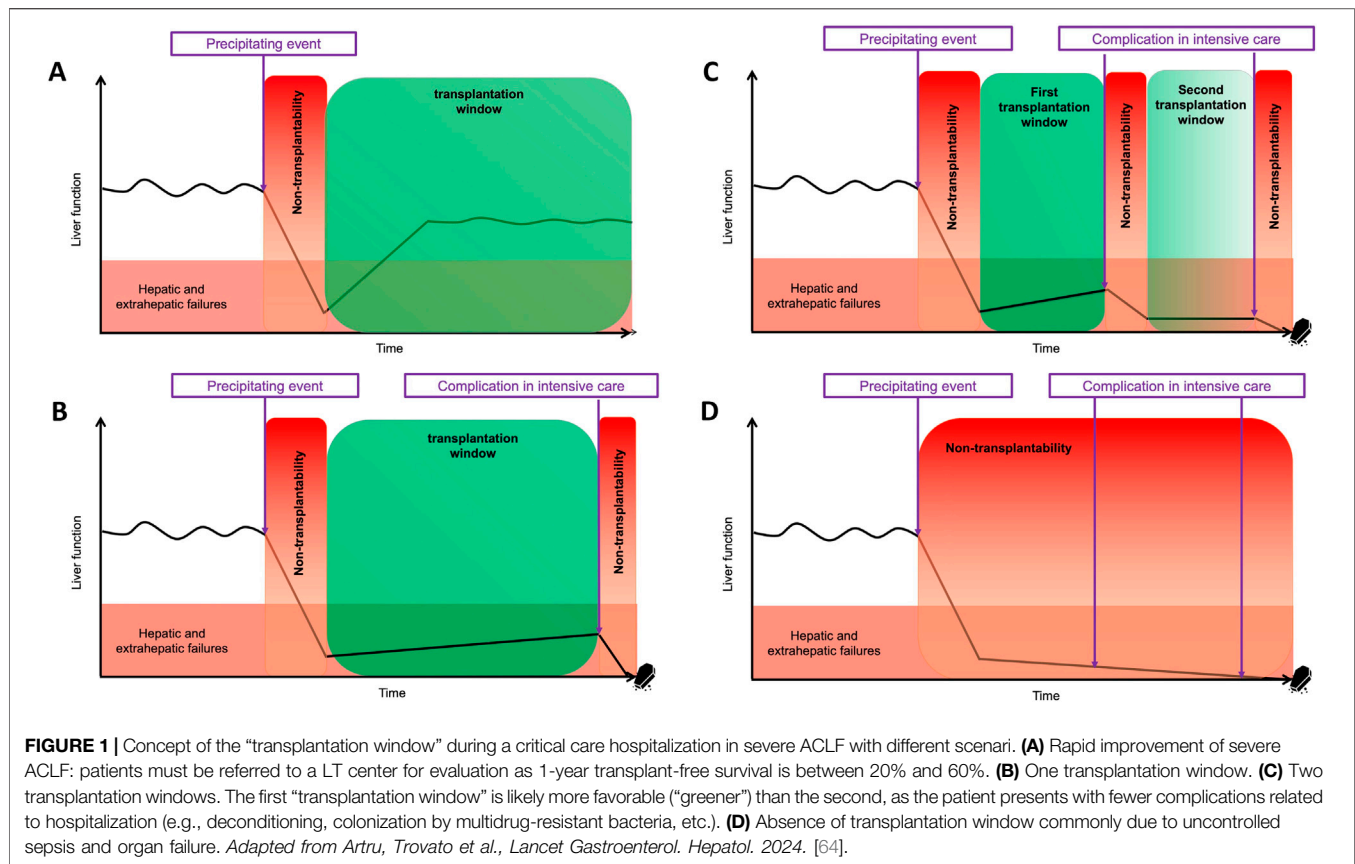 A
Precipitating event
Non-transplantability
transplantation
window
Liver function
Hepatic and
extrahepatic failures
Time
C
Precipitating event
Complication in intensive care
Non-transplantability
First
transplantation
window
Non-transplantability
Second
transplantation
window
Non-transplantability
Liver function
Hepatic and
extrahepatic failures
Time
B
Precipitating event
Complication in intensive care
Non-transplantability
transplantation
window
Non-transplantability
Liver function
Hepatic and
extrahepatic failures
Time
D
Precipitating event
Complication in intensive care
Non-transplantability
Liver function
Hepatic and
extrahepatic failures
Time
FIGURE 1 | Concept of the “transplantation window” during a critical care hospitalization in severe ACLF with different scenari. (A) Rapid improvement of severe
ACLF: patients must be referred to a LT center for evaluation as 1-year transplant-free survival is between 20% and 60%. (B) One transplantation window. (C) Two
transplantation windows. The first “transplantation window” is likely more favorable (“greener”) than the second, as the patient presents with fewer complications related
to hospitalization (e.g., deconditioning, colonization by multidrug-resistant bacteria, etc.). (D) Absence of transplantation window commonly due to uncontrolled
sepsis and organ failure. Adapted from Artru, Trovato et al., Lancet Gastroenterol. Hepatol. 2024. [64].